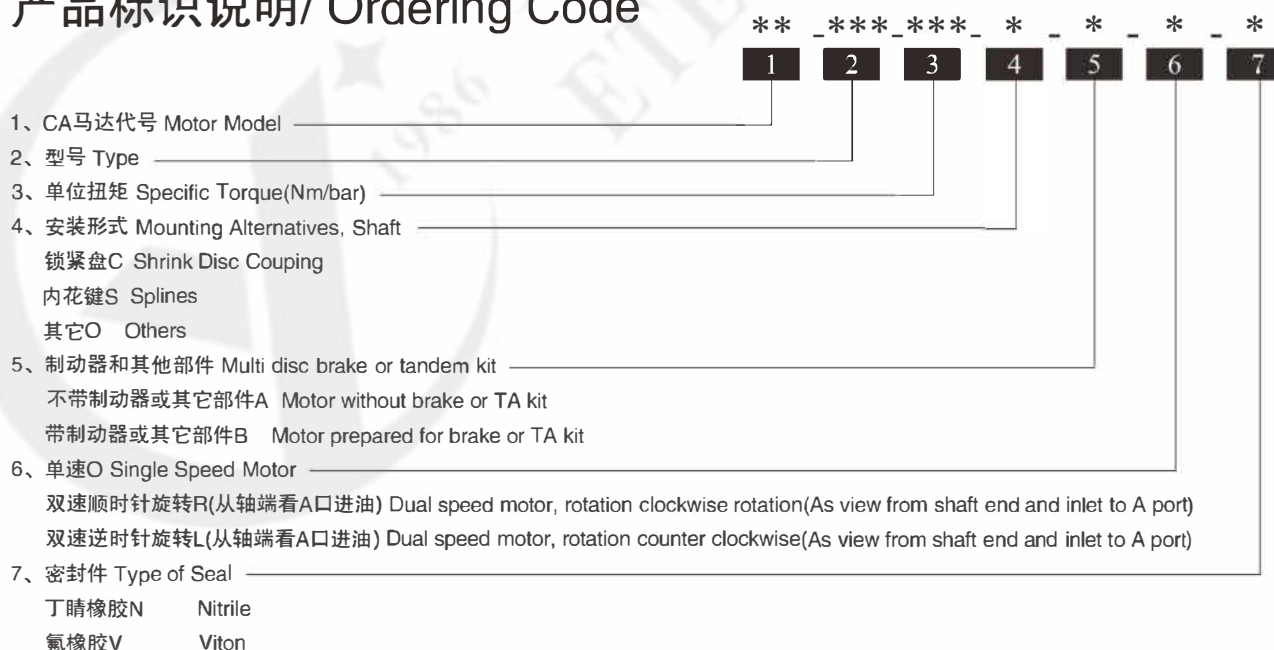 产品标识说明/ Ordering Code
** -***-***- * - * - * - *
1 2 3 4 5 6 7
1、CA马达代号 Motor Model
2、型号 Type
3、单位扭矩 Specific Torque(Nm/bar)
4、安装形式 Mounting Alternatives, Shaft
锁紧盘C Shrink Disc Couping
内花键S Splines
其它O Others
5、制动器和其他部件 Multi disc brake or tandem kit
不带制动器或其它部件A Motor without brake or TA kit
带制动器或其它部件B Motor prepared for brake or TA kit
6、单速O Single Speed Motor
双速顺时针旋转R(从轴端看A口进油) Dual speed motor, rotation clockwise rotation(As view from shaft end and inlet to A port)
双速逆时针旋转L(从轴端看A口进油) Dual speed motor, rotation counter clockwise(As view from shaft end and inlet to A port)
7、密封件 Type of Seal
丁睛橡胶N Nitrile
氟橡胶V Viton
1986